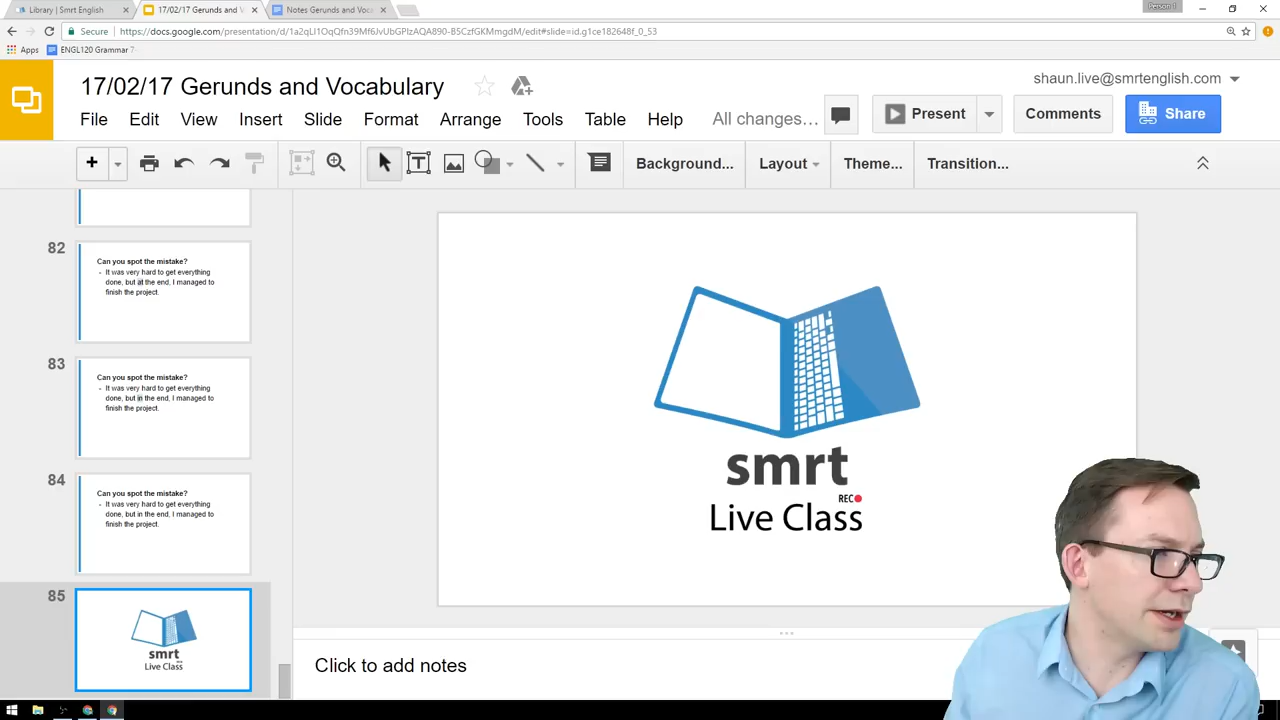 Library | Smrt English
17/02/17 Gerunds and V
Notes Gerunds and Voca
Person 1
Secure
https://docs.google.com/presentation/d/1a2qLI1OqQfn39Mf6JvUbGPIzAQA890-B5CzfGKMmgdM/edit#slide=id.g1ce182648f_0_53
Apps
ENGL120 Grammar 7
17/02/17 Gerunds and Vocabulary
shaun.live@smrtenglish.com
File Edit View Insert Slide Format Arrange Tools Table Help All changes...
Present
Comments
Share
Background... Layout Theme... Transition...
82
Can you spot the mistake?
- It was very hard to get everything
done, but at the end, I managed to
finish the project.
83
Can you spot the mistake?
- It was very hard to get everything
done, but in the end, I managed to
finish the project.
84
Can you spot the mistake?
- It was very hard to get everything
done, but in the end, I managed to
finish the project.
85
smrt
Live Class
smrt
REC
Live Class
Click to add notes